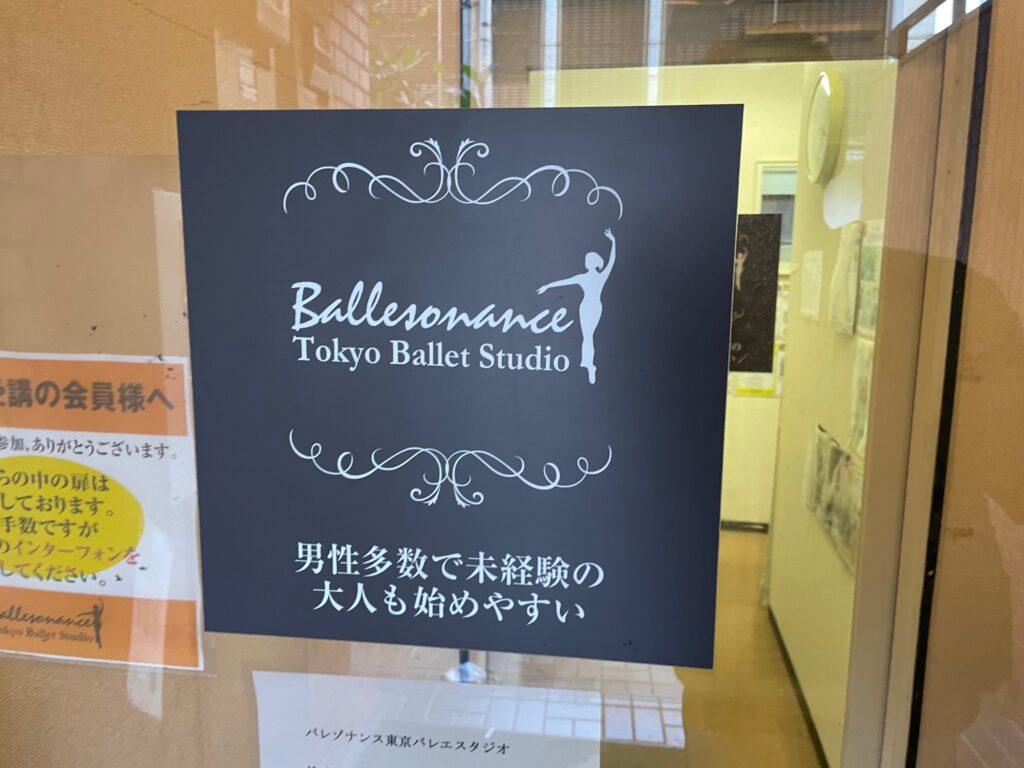 Ballesonance
Tokyo Ballet Studio
男性多数で未経験の
大人も始めやすい
講の会員様へ
参加、ありがとうございます。
の中の扉は
しております。
手数ですが
のインターフォンを
してください。
allesonance
okyo Ballet Studio
バレゾナンス東京バレエスタジオ